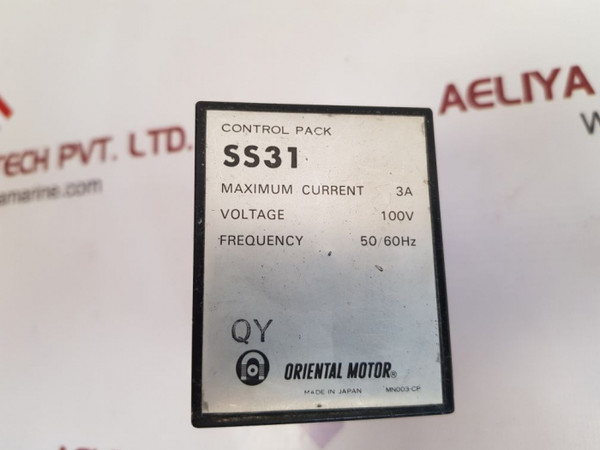 AELIYA
TECH PVT. LTD.
amarine.com
W
CONTROL PACK
SS31
MAXIMUM CURRENT 3A
VOLTAGE 100V
FREQUENCY 50/60Hz
QY
ORIENTAL MOTOR®
MADE IN JAPAN MN003-CP